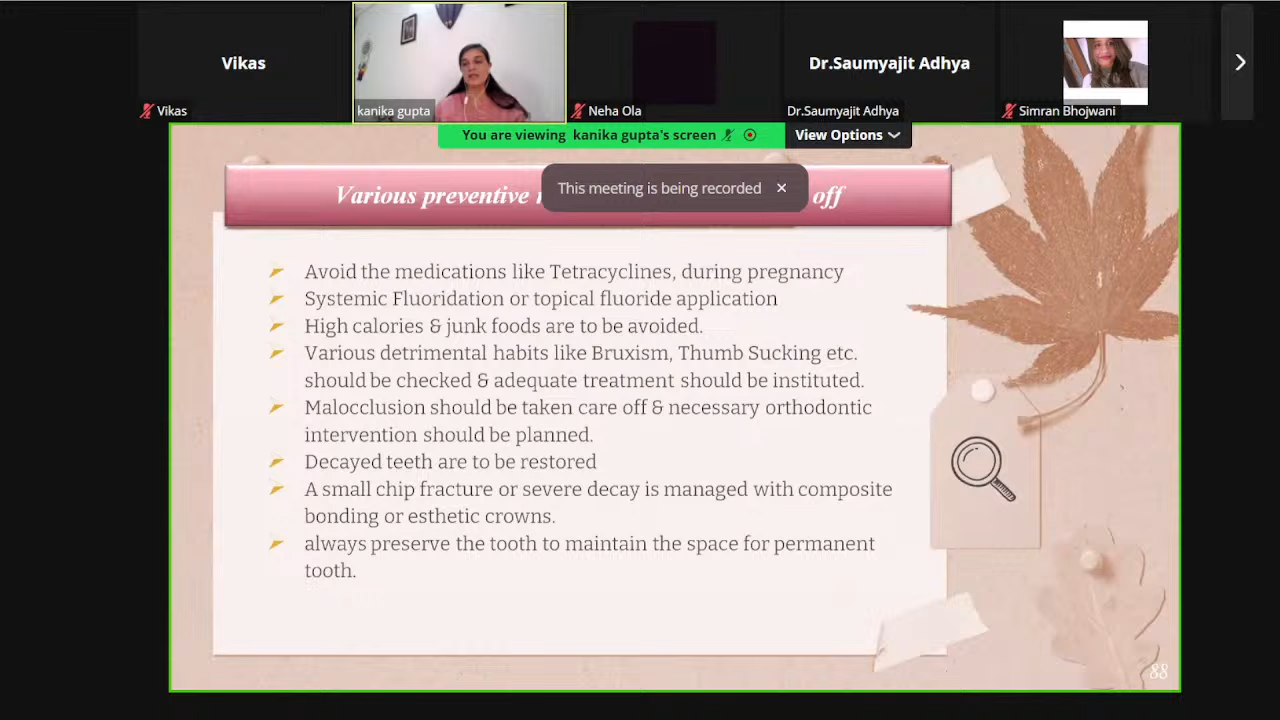 Vikas
Dr.Saumyajit Adhya
Vikas
kanika gupta
Neha Ola
Dr.Saumyajit Adhya
Simran Bhojwani
You are viewing kanika gupta's screen
View Options
This meeting is being recorded
Various preventive off
Avoid the medications like Tetracyclines, during pregnancy
Systemic Fluoridation or topical fluoride application
High calories & junk foods are to be avoided.
Various detrimental habits like Bruxism, Thumb Sucking etc.
should be checked & adequate treatment should be instituted.
Malocclusion should be taken care off & necessary orthodontic
intervention should be planned.
Decayed teeth are to be restored
A small chip fracture or severe decay is managed with composite
bonding or esthetic crowns.
always preserve the tooth to maintain the space for permanent
tooth.
88